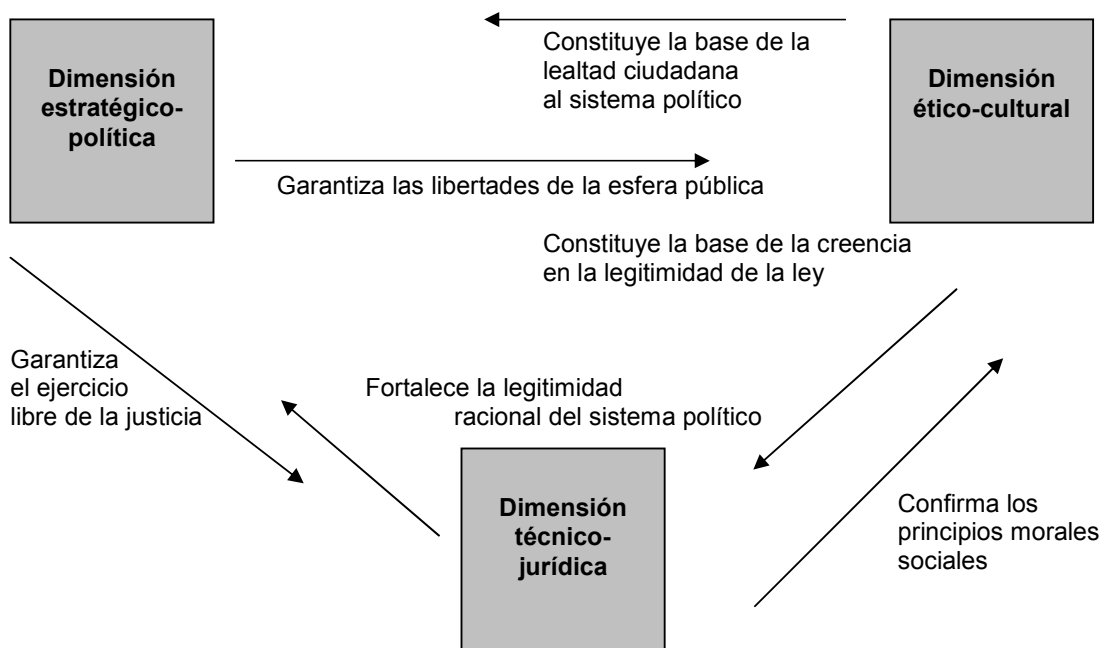 Constituye la base de la
lealtad ciudadana
al sistema político
Dimensión
estratégico-
política
Dimensión
ético-cultural
Garantiza las libertades de la esfera pública
Constituye la base de la creencia
en la legitimidad de la ley
Garantiza
el ejercicio
libre de la justicia
Fortalece la legitimidad
racional del sistema político
Dimensión
técnico-
jurídica
Confirma los
principios morales
sociales